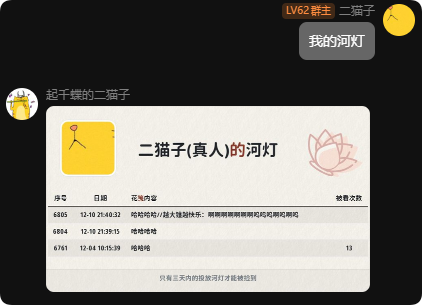 LV62 群主 二猫子
我的河灯
起千蝶的二猫子
二猫子(真人)的河灯
序号 日期 花笺内容 被看次数
6805 12-10 21:40:32 哈哈哈哈//越大越越快乐：啊啊啊啊啊啊啊呜呜呜啊呜啊呜
6804 12-10 21:39:15 哈哈哈哈
6761 12-04 10:15:39 哈哈哈 13
只有三天内的投放河灯才能被捡到